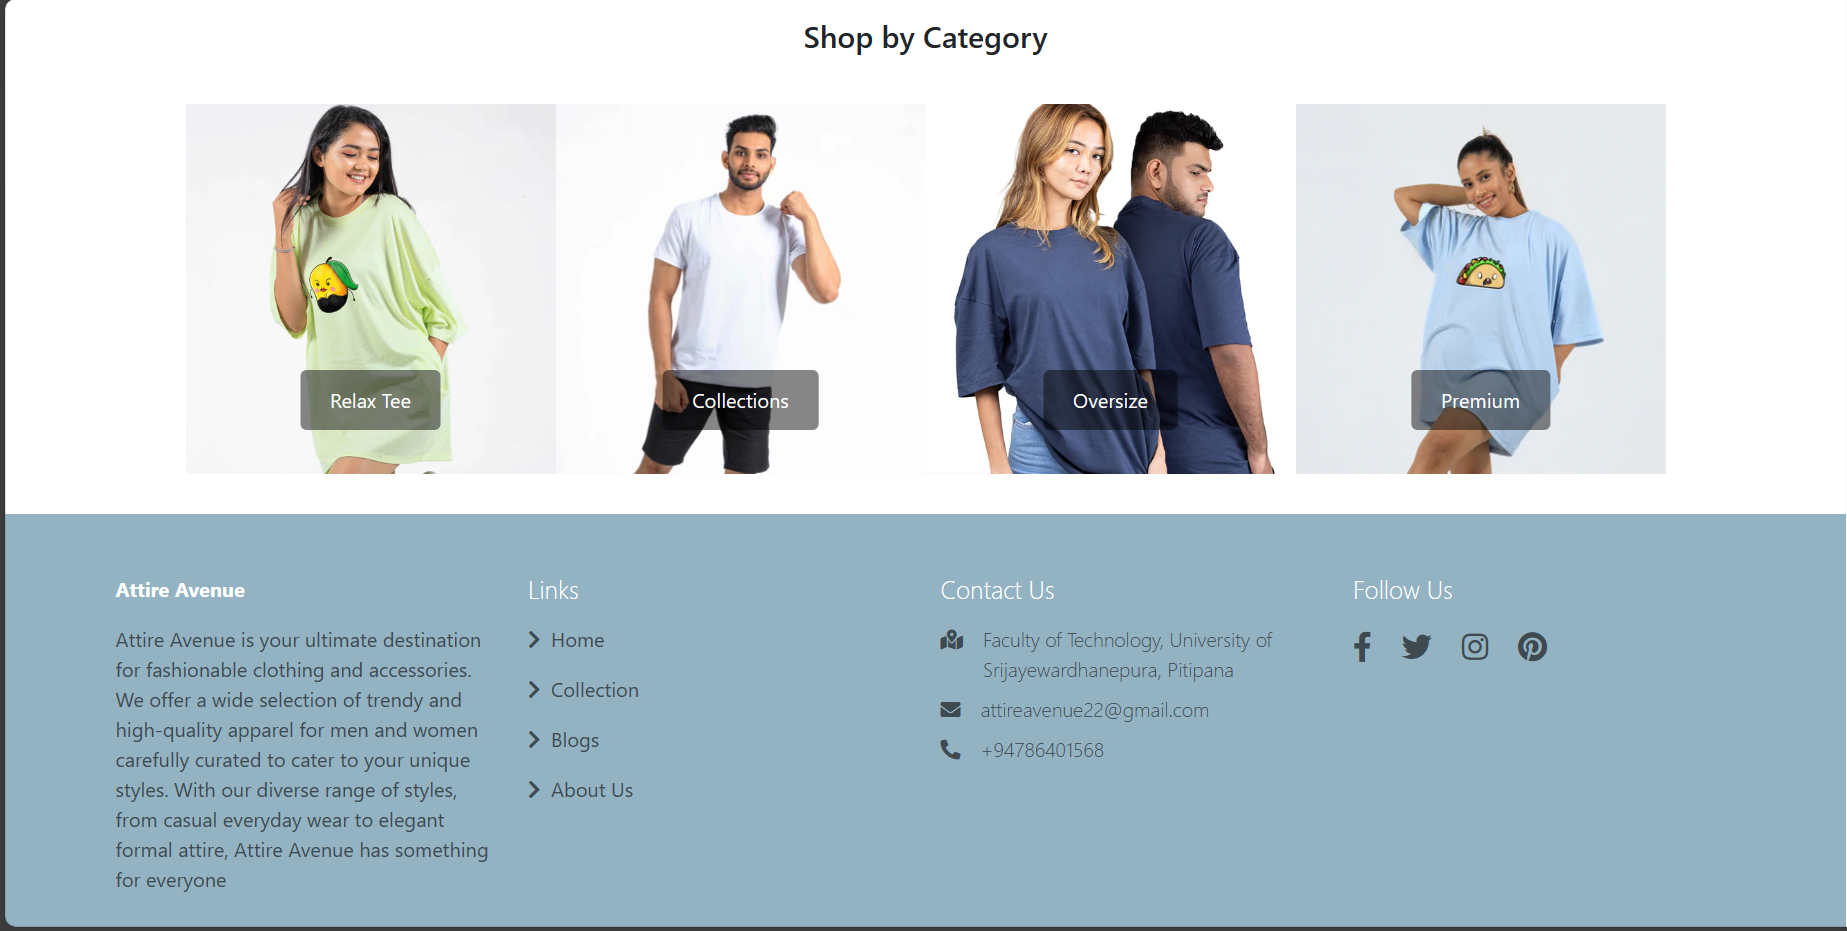 Shop by Category
Relax Tee
Collections
Oversize
Premium
Attire Avenue
Attire Avenue is your ultimate destination
for fashionable clothing and accessories.
We offer a wide selection of trendy and
high-quality apparel for men and women
carefully curated to cater to your unique
styles. With our diverse range of styles,
from casual everyday wear to elegant
formal attire, Attire Avenue has something
for everyone
Links
Home
Collection
Blogs
About Us
Contact Us
Faculty of Technology, University of
Srijayewardhanepura, Pitipana
attireavenue22@gmail.com
+94786401568
Follow Us